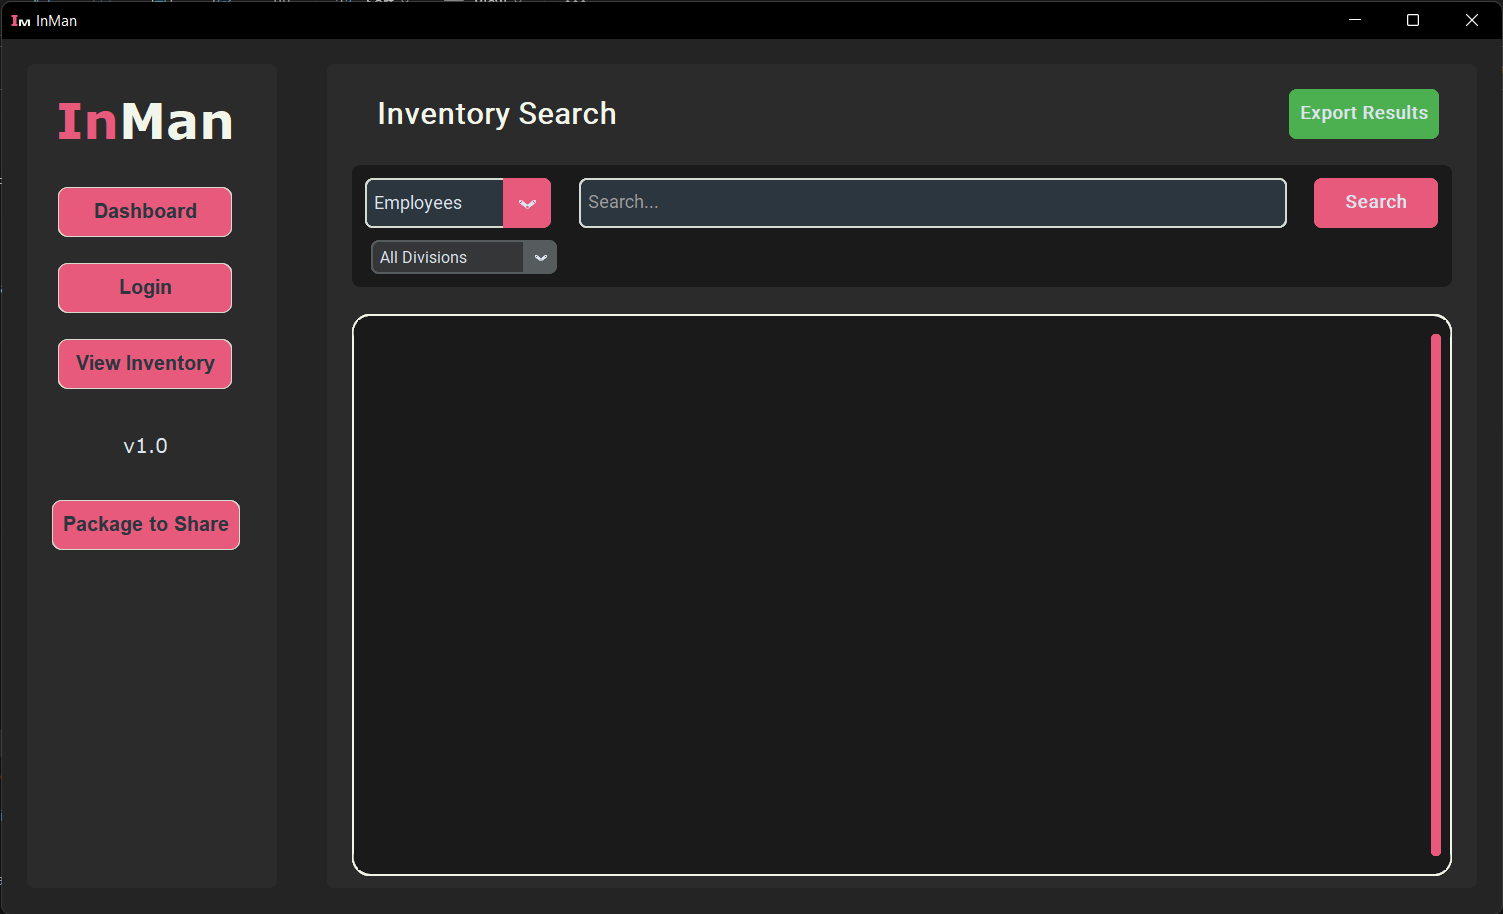 IM InMan
InMan
Dashboard
Login
View Inventory
v1.0
Package to Share
Inventory Search
Export Results
Employees
Search...
Search
All Divisions